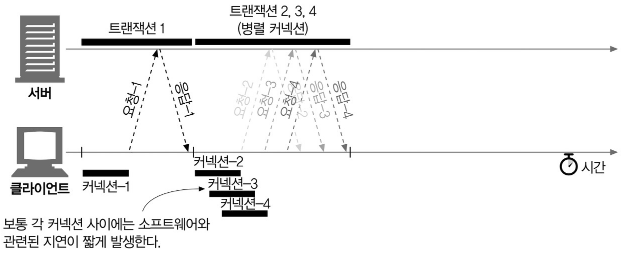 트랜잭션 1
트랜잭션 2, 3, 4
(병렬 커넥션)
서버
요청-1
응답-1
요청-2
요청-3
요청-4
응답-2
응답-3
응답-4
클라이언트
커넥션-1
커넥션-2
커넥션-3
커넥션-4
시간
보통 각 커넥션 사이에는 소프트웨어와
관련된 지연이 짧게 발생한다.